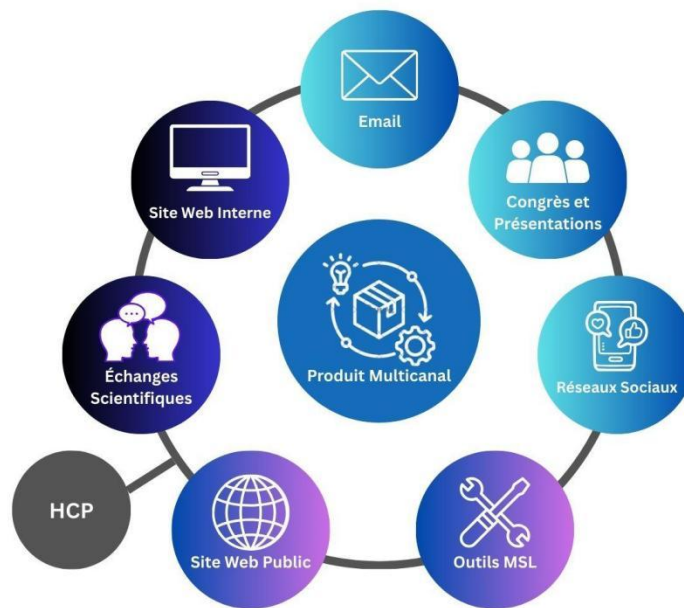 Email
Site Web Interne
Congrès et
Présentations
Produit Multicanal
Échanges
Scientifiques
Réseaux Sociaux
HCP
Site Web Public
Outils MSL